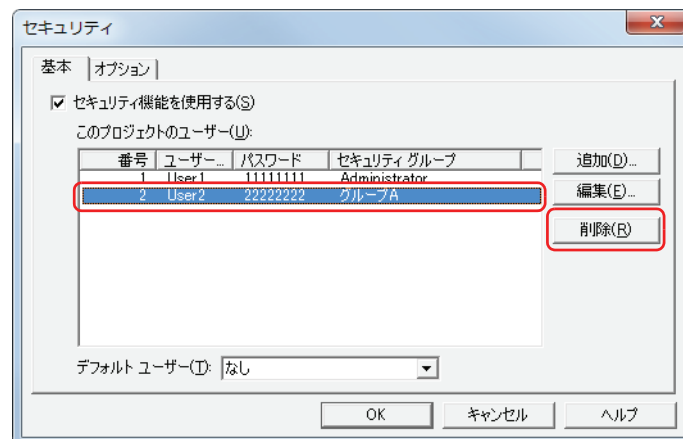 セキュリティ
基本 オプション
セキュリティ機能を使用する(S)
このプロジェクトのユーザー(U):
番号 ユーザー... パスワード セキュリティ グループ
1 User1 11111111 Administrator
2 User2 22222222 グループA
追加(D)...
編集(E)...
削除(R)
デフォルト ユーザー(T): なし
OK キャンセル ヘルプ